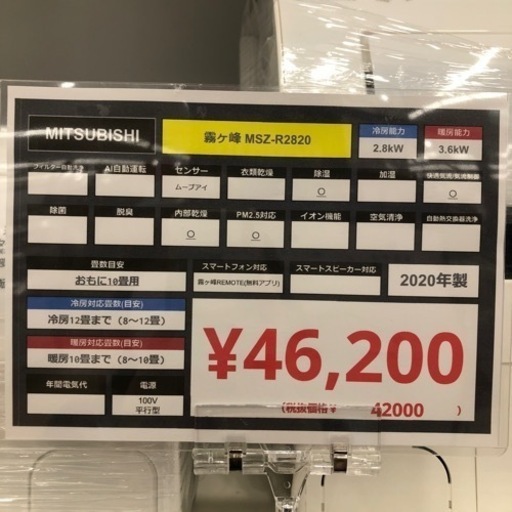 MITSUBISHI
霧ケ峰 MSZ-R2820
冷房能力
2.8kW
暖房能力
3.6kW
フィルター自動洗浄
AI自動運転
センサー
ムーブアイ
衣類乾燥
除湿
○
加湿
快適気流/気流制御
○
除菌
脱臭
内部乾燥
○
PM2.5対応
○
イオン機能
空気清浄
自動熱交換器洗浄
畳数目安
おもに10畳用
スマートフォン対応
霧ヶ峰REMOTE(無料アプリ)
スマートスピーカー対応
2020年製
冷房対応畳数(目安)
冷房12畳まで（8〜12畳）
暖房対応畳数(目安)
暖房10畳まで（8〜10畳）
年間電気代
電源
100V
平行型
¥46,200
(税抜価格¥ 42000 )